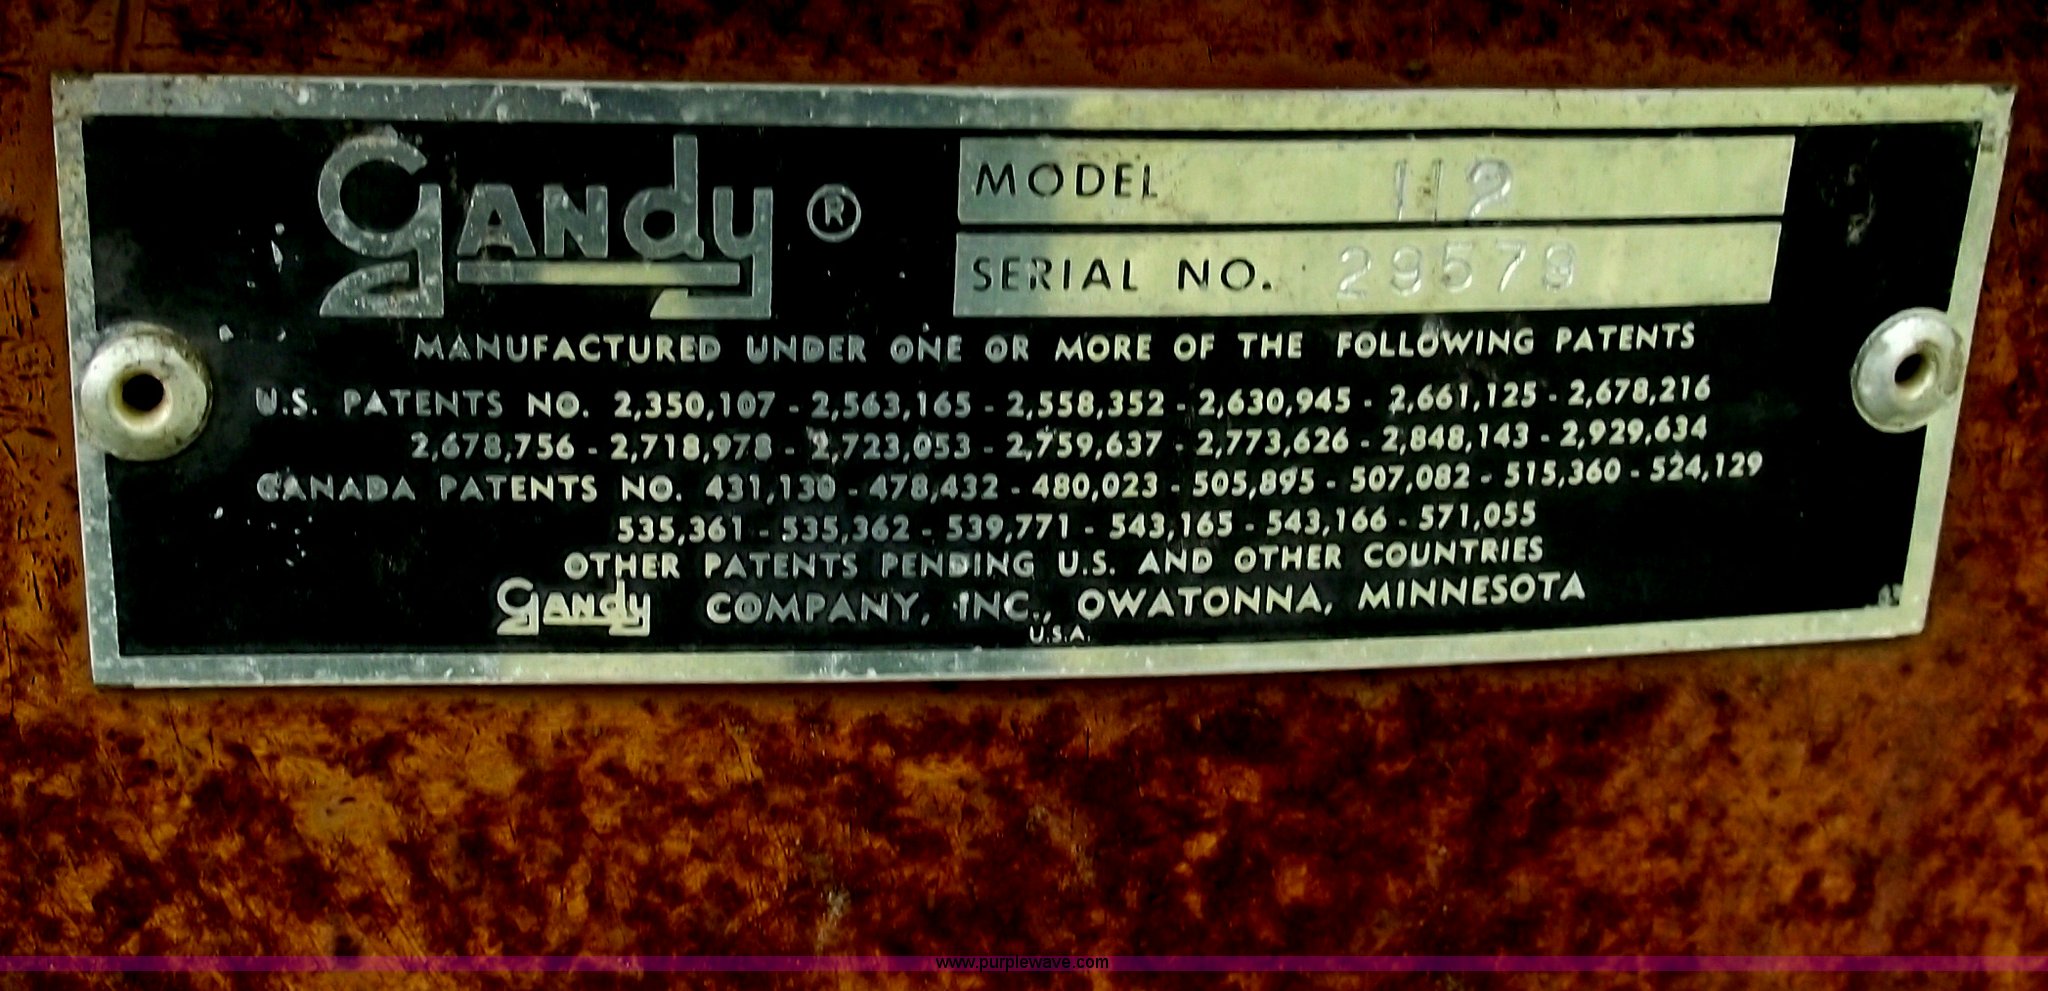 Gandy ®
MODEL H2
SERIAL NO. 29579
MANUFACTURED UNDER ONE OR MORE OF THE FOLLOWING PATENTS
U.S. PATENTS NO. 2,350,107 - 2,563,165 - 2,558,352 - 2,630,945 - 2,661,125 - 2,678,216
2,678,756 - 2,718,978 - 2,723,053 - 2,759,637 - 2,773,626 - 2,848,143 - 2,929,634
CANADA PATENTS NO. 431,130 - 478,432 - 480,023 - 505,895 - 507,082 - 515,360 - 524,129
535,361 - 535,362 - 539,771 - 543,165 - 543,166 - 571,055
OTHER PATENTS PENDING U.S. AND OTHER COUNTRIES
Gandy COMPANY, INC., OWATONNA, MINNESOTA
U.S.A.
www.purplewave.com